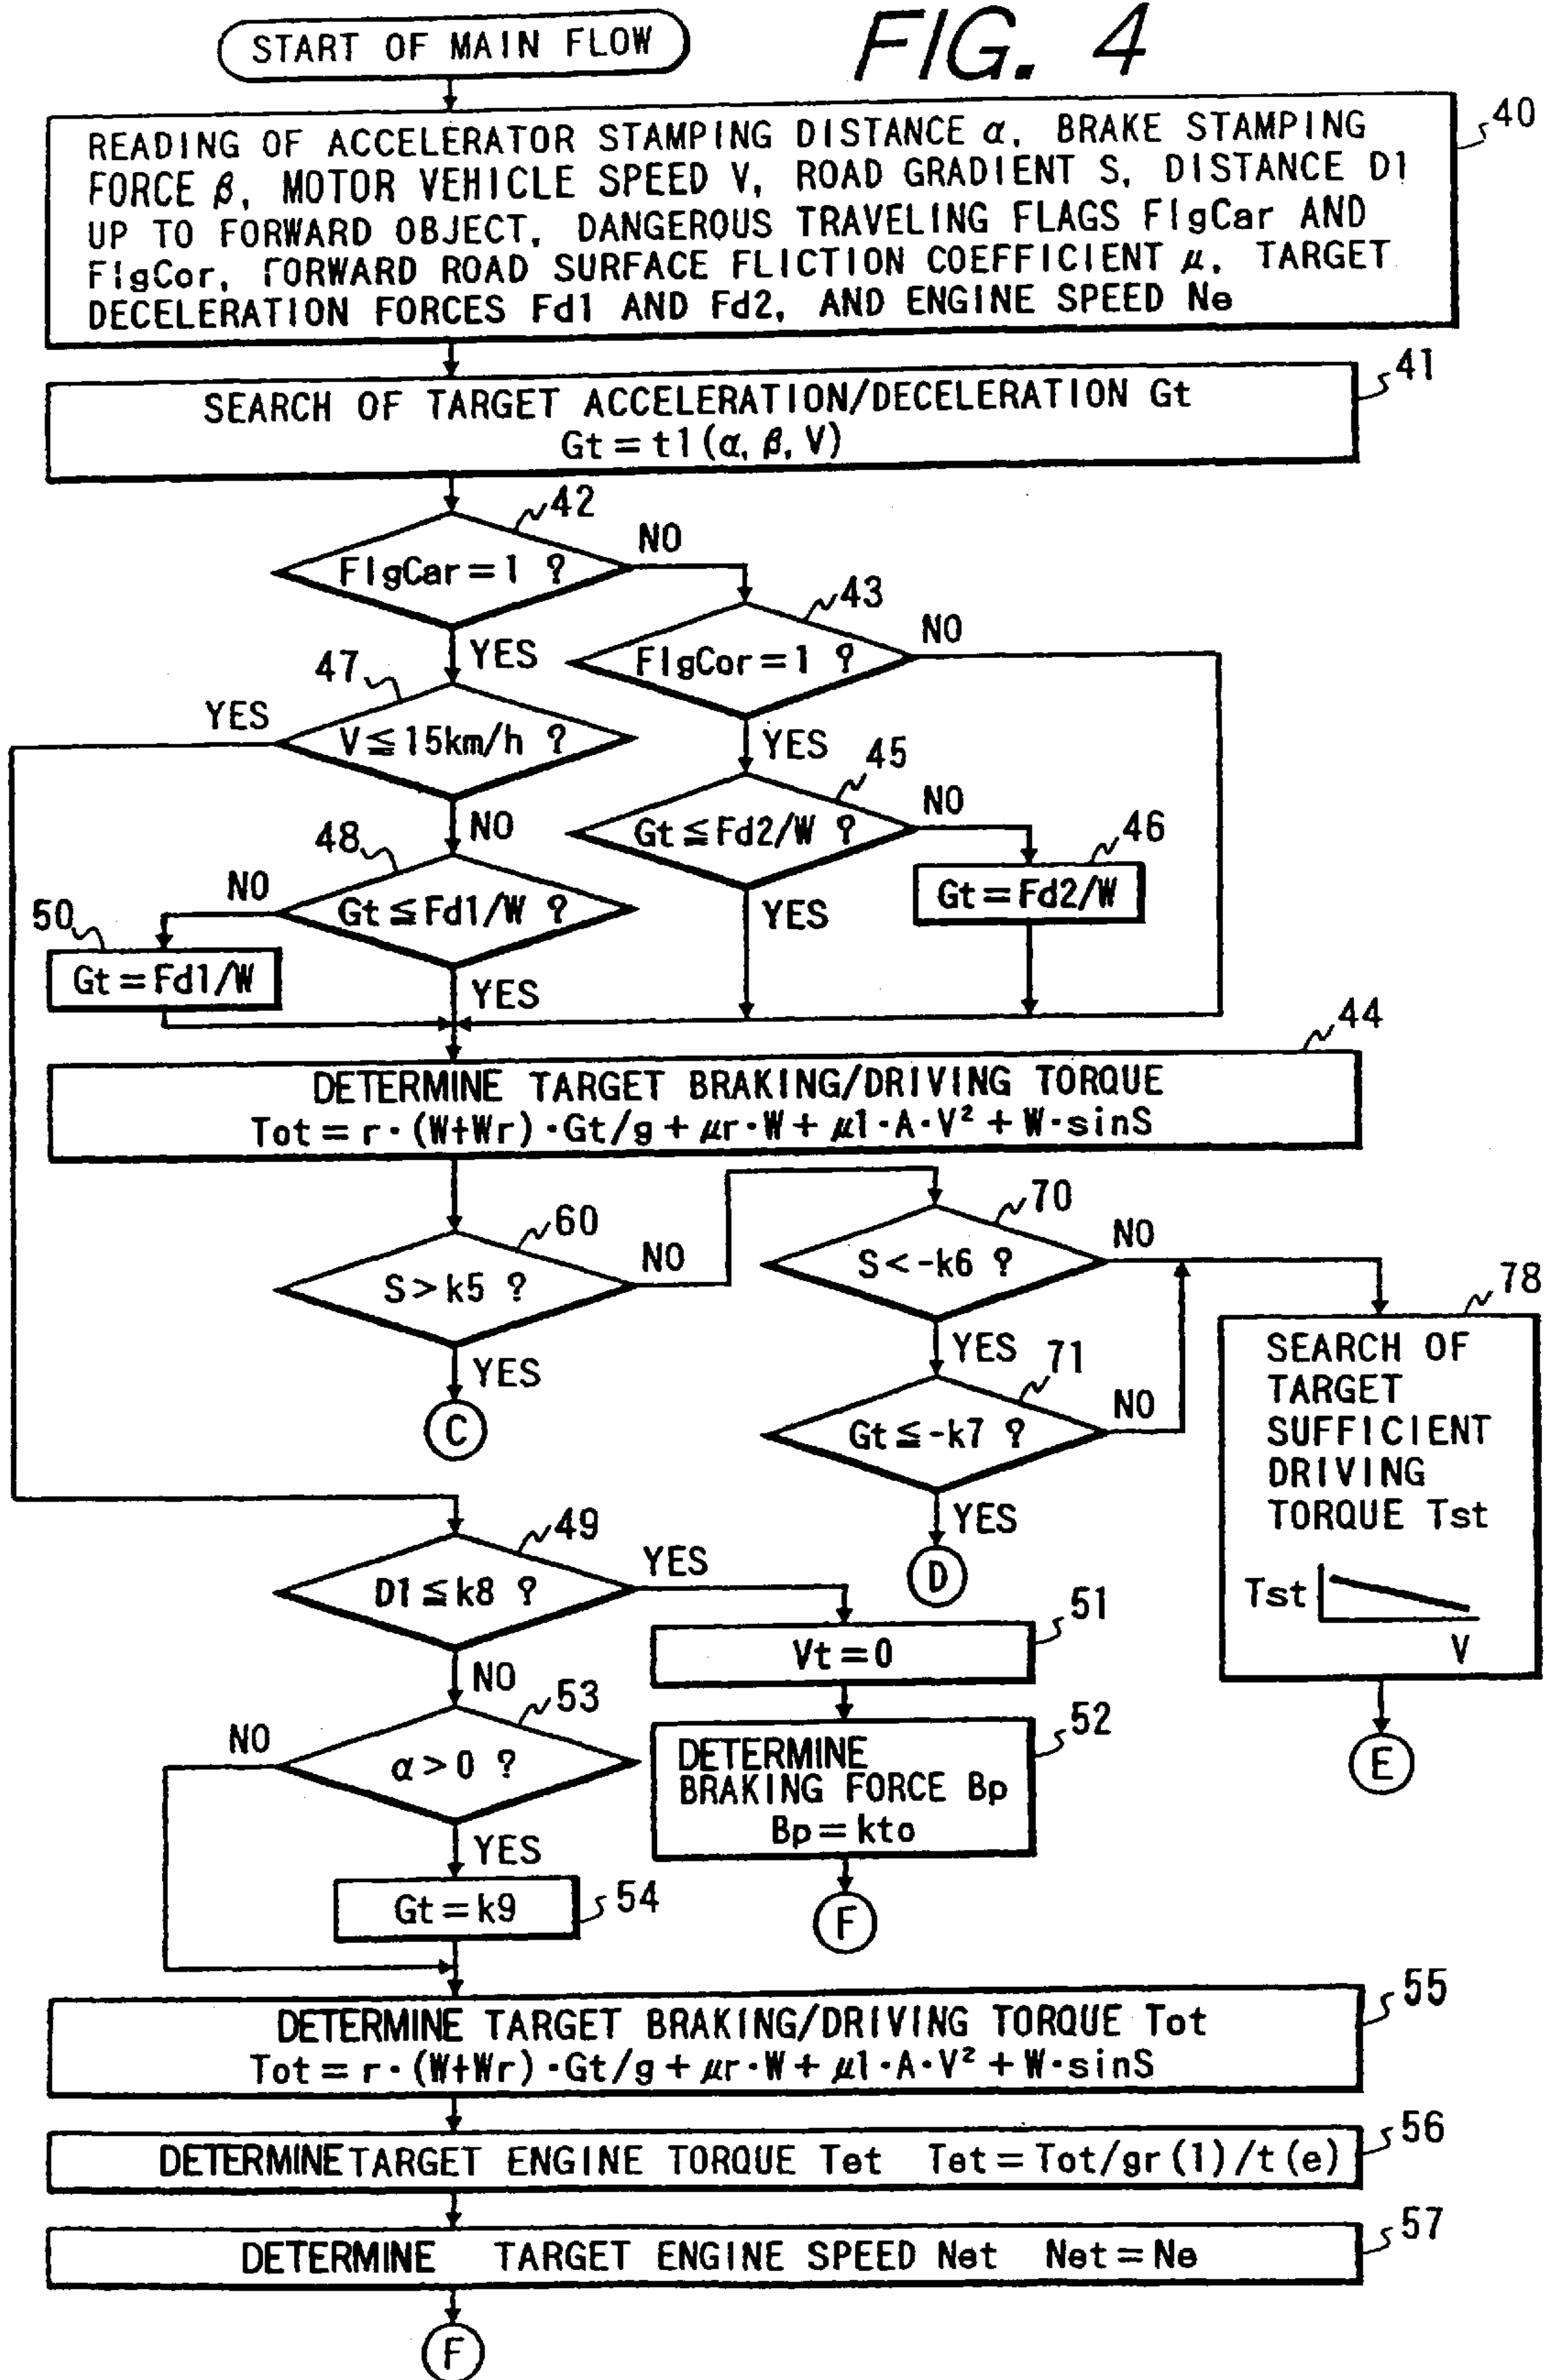 FIG. 4
START OF MAIN FLOW
40
READING OF ACCELERATOR STAMPING DISTANCE α, BRAKE STAMPING
FORCE β, MOTOR VEHICLE SPEED V, ROAD GRADIENT S, DISTANCE D1
UP TO FORWARD OBJECT, DANGEROUS TRAVELING FLAGS FlgCar AND
FlgCor, FORWARD ROAD SURFACE FLICTION COEFFICIENT μ, TARGET
DECELERATION FORCES Fd1 AND Fd2, AND ENGINE SPEED Ne
41
SEARCH OF TARGET ACCELERATION/DECELERATION Gt
Gt = t1(α, β, V)
42
FlgCar = 1 ?
NO
YES
43
FlgCor = 1 ?
NO
YES
47
V ≦ 15km/h ?
YES
NO
45
Gt ≦ Fd2/W ?
NO
YES
46
Gt = Fd2/W
48
Gt ≦ Fd1/W ?
NO
YES
50
Gt = Fd1/W
44
DETERMINE TARGET BRAKING/DRIVING TORQUE
Tot = r · (W+Wr) · Gt/g + μr · W + μl · A · V² + W · sinS
60
S > k5 ?
NO
YES
C
70
S < -k6 ?
NO
YES
71
Gt ≦ -k7 ?
NO
YES
D
78
SEARCH OF
TARGET
SUFFICIENT
DRIVING
TORQUE Tst
Tst
V
E
49
D1 ≦ k8 ?
YES
NO
51
Vt = 0
52
DETERMINE
BRAKING FORCE Bp
Bp = kto
F
53
α > 0 ?
NO
YES
54
Gt = k9
55
DETERMINE TARGET BRAKING/DRIVING TORQUE Tot
Tot = r · (W+Wr) · Gt/g + μr · W + μl · A · V² + W · sinS
56
DETERMINE TARGET ENGINE TORQUE Tet Tet = Tot/gr (1)/t (e)
57
DETERMINE TARGET ENGINE SPEED Net Net = Ne
F